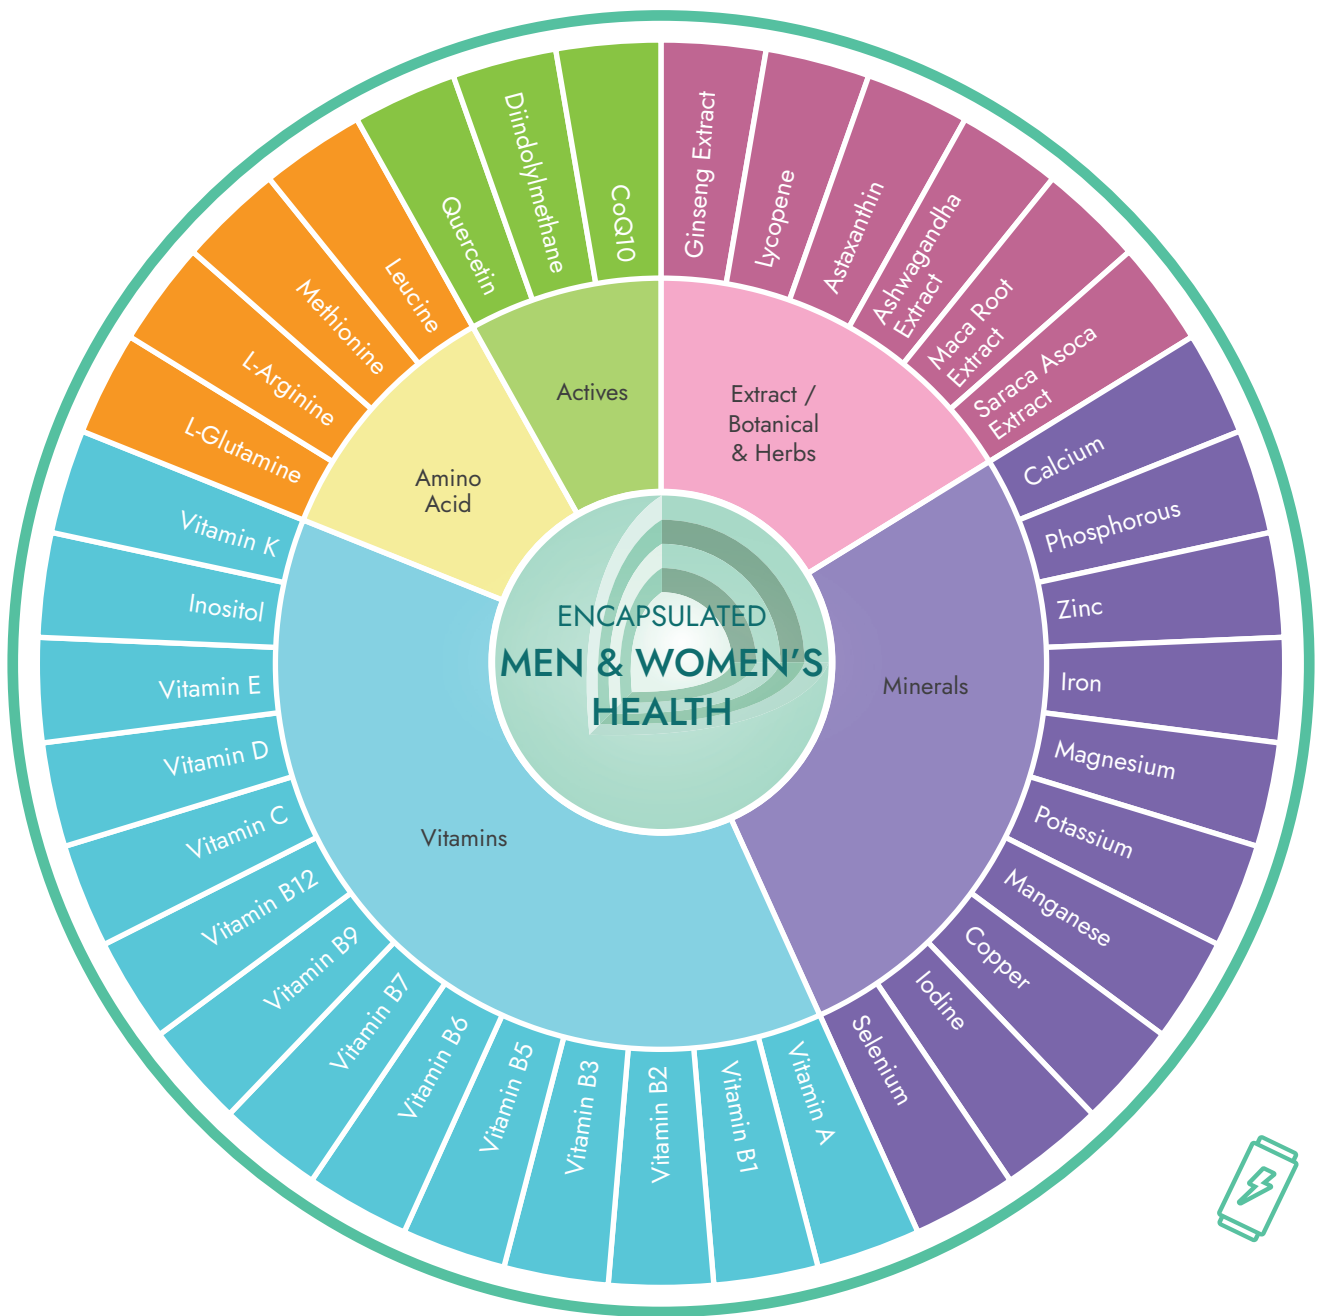 ENCAPSULATED
MEN & WOMEN'S
HEALTH
Extract /
Botanical
& Herbs
Ginseng Extract
Lycopene
Astaxanthin
Ashwagandha
Extract
Maca Root
Extract
Saraca Asoca
Extract
Minerals
Calcium
Phosphorous
Zinc
Iron
Magnesium
Potassium
Manganese
Copper
Iodine
Selenium
Vitamins
Vitamin A
Vitamin B1
Vitamin B2
Vitamin B3
Vitamin B5
Vitamin B6
Vitamin B7
Vitamin B9
Vitamin B12
Vitamin C
Vitamin D
Vitamin E
Inositol
Vitamin K
Amino
Acid
L-Glutamine
L-Arginine
Methionine
Leucine
Actives
Quercetin
Diindolylmethane
CoQ10